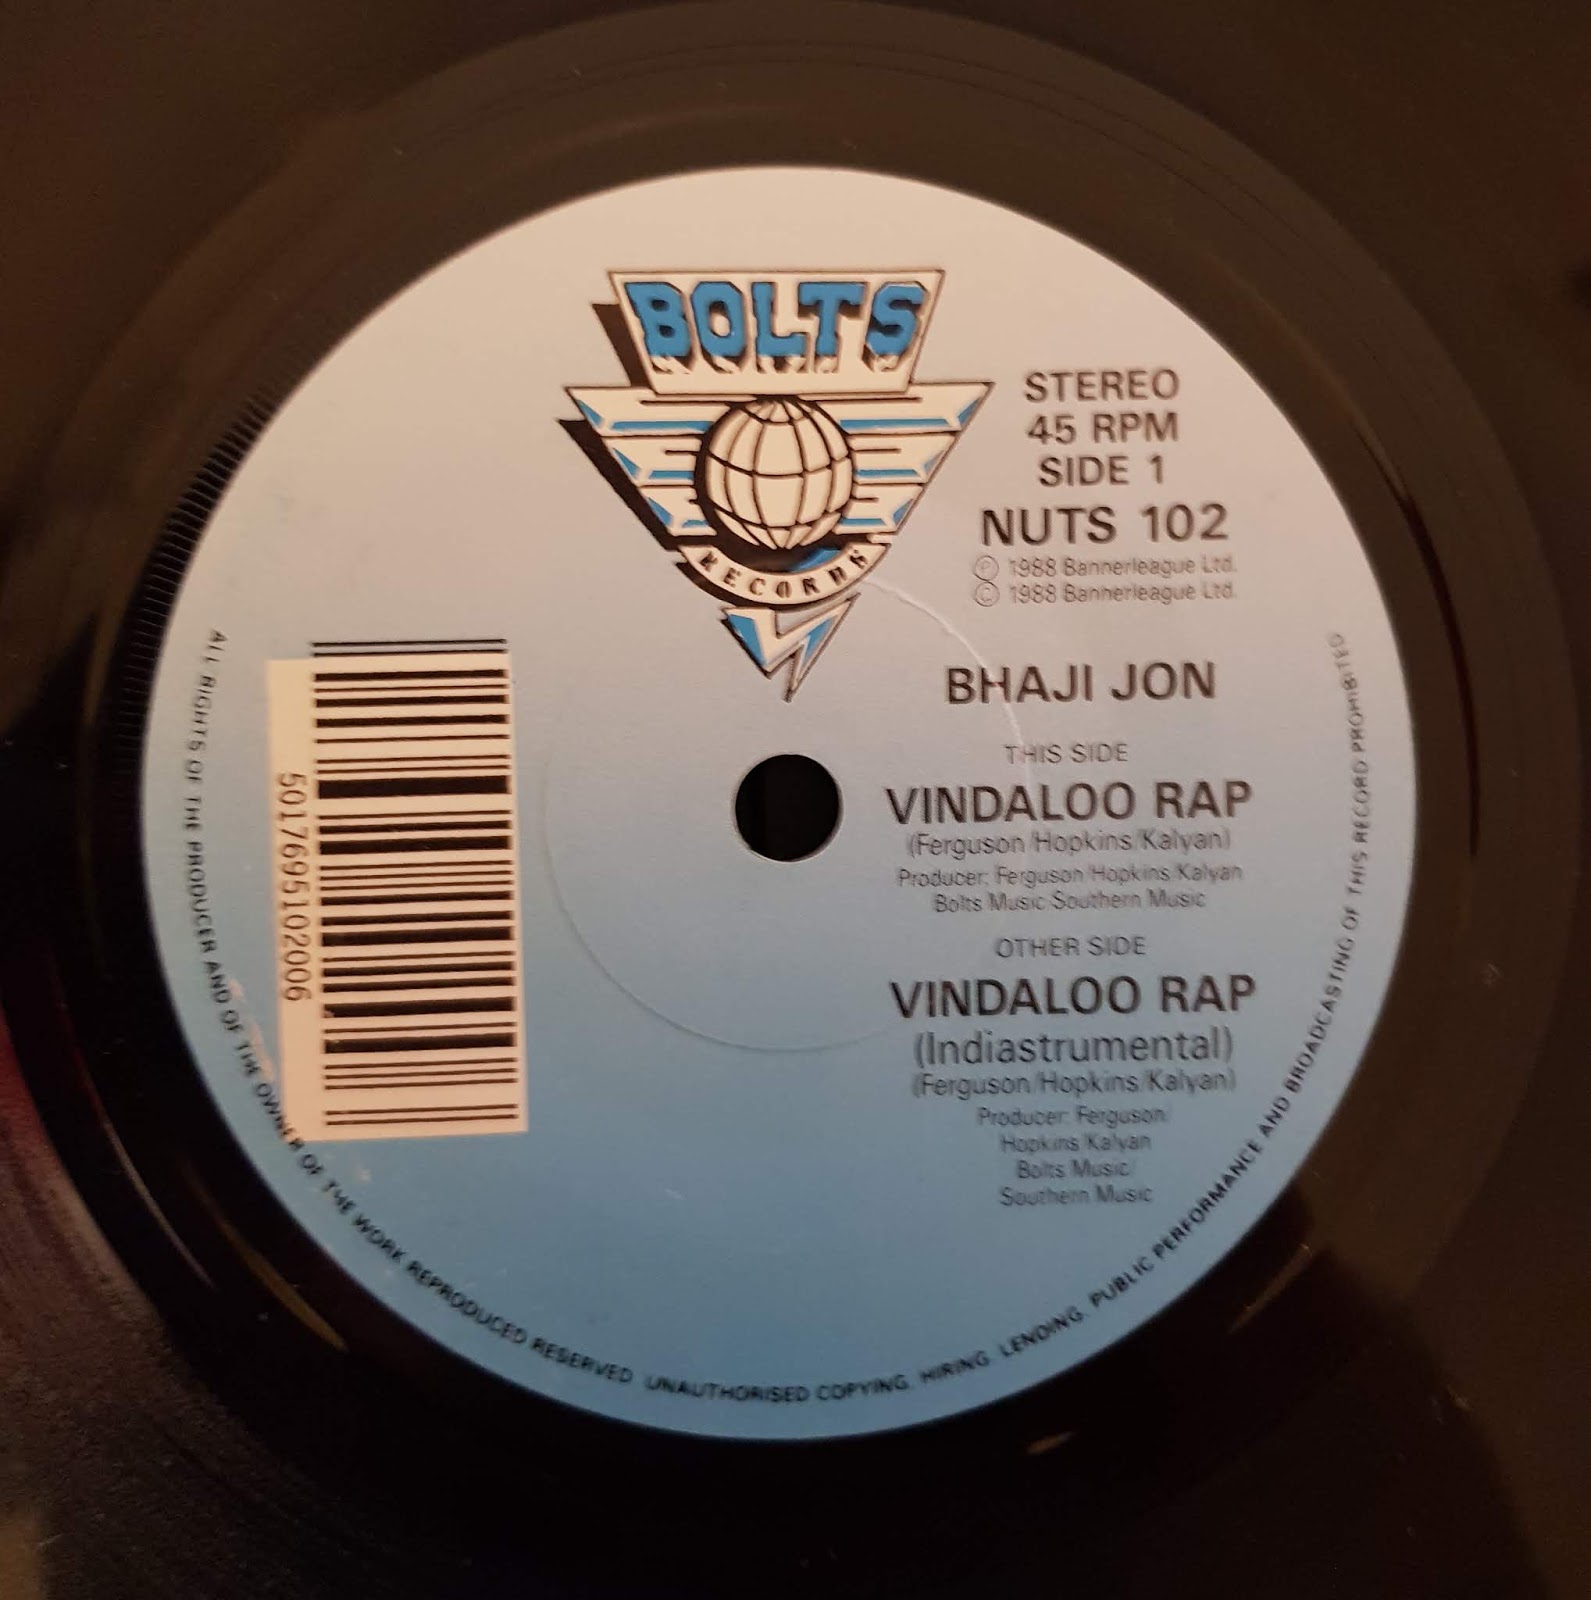 BOLTS
RECORDS
STEREO
45 RPM
SIDE 1
NUTS 102
Ⓟ 1988 Bannerleague Ltd.
© 1988 Bannerleague Ltd.
BHAJI JON
THIS SIDE
VINDALOO RAP
(Ferguson/Hopkins/Kalyan)
Producer: Ferguson/Hopkins/Kalyan
Bolts Music/Southern Music
OTHER SIDE
VINDALOO RAP
(Indiastrumental)
(Ferguson/Hopkins/Kalyan)
Producer: Ferguson/
Hopkins/Kalyan
Bolts Music/
Southern Music
5017695102006
ALL RIGHTS OF THE PRODUCER AND OF THE OWNER OF THE WORK REPRODUCED RESERVED. UNAUTHORISED COPYING, HIRING, LENDING, PUBLIC PERFORMANCE AND BROADCASTING OF THIS RECORD PROHIBITED